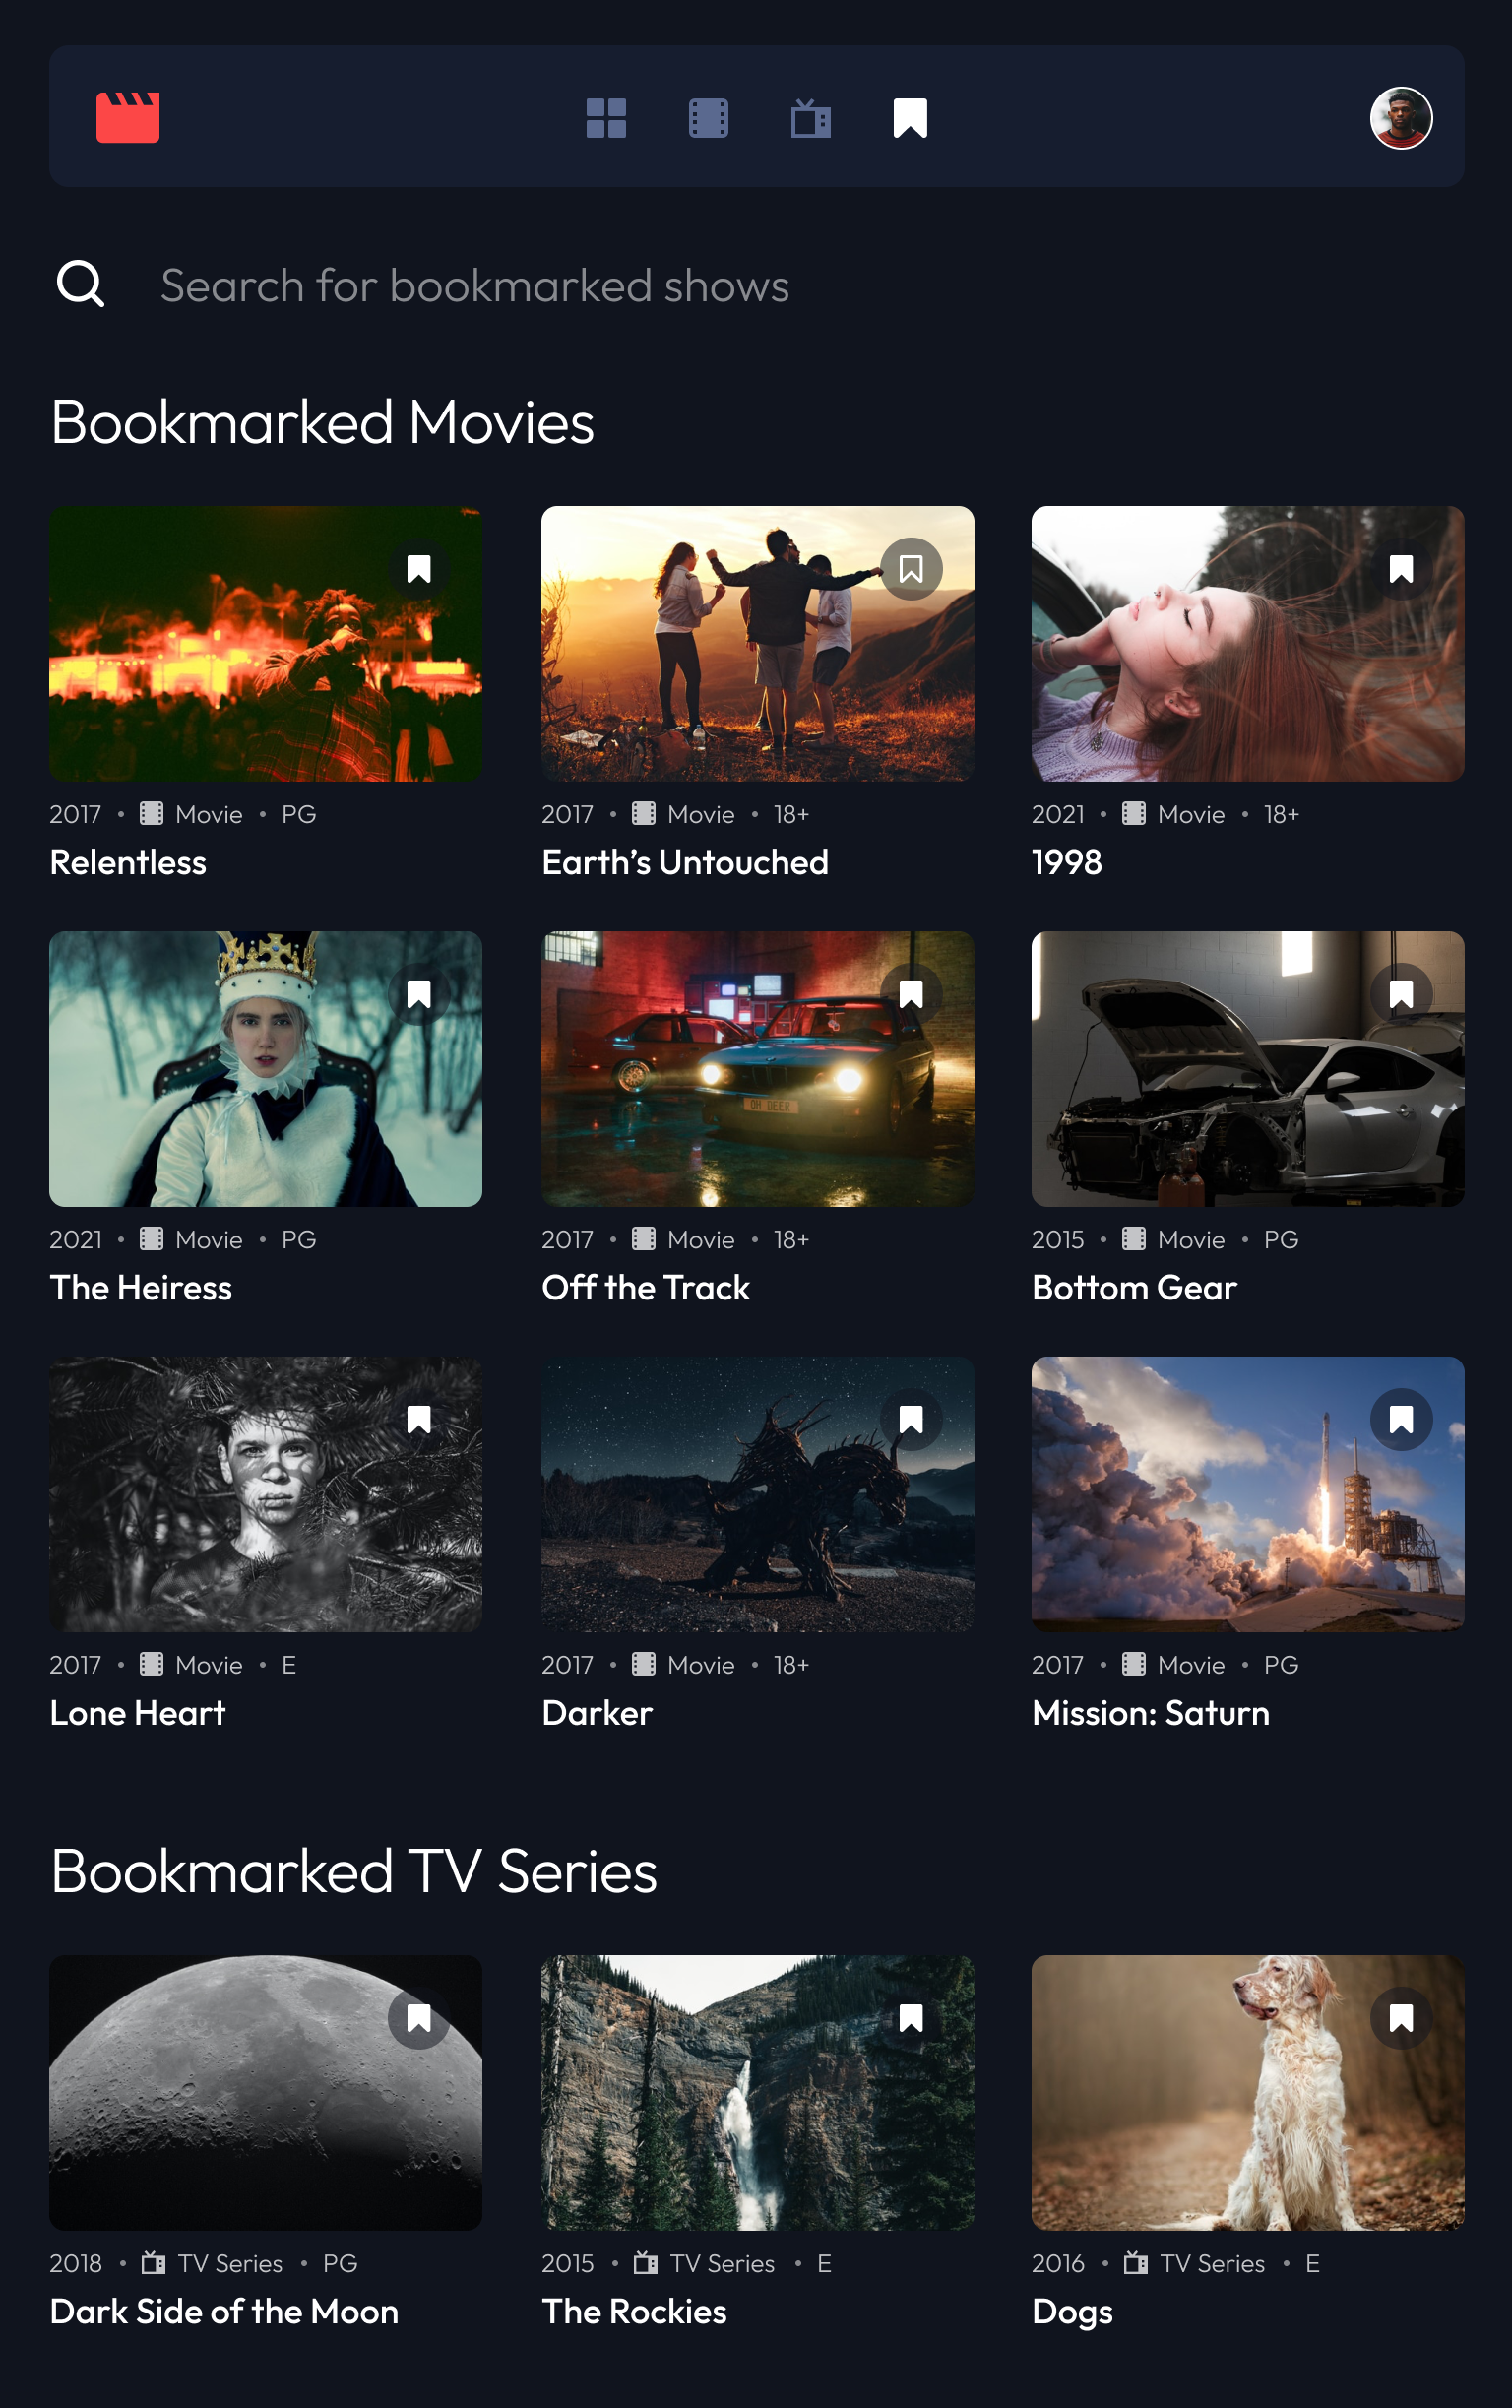 Search for bookmarked shows
Bookmarked Movies
2017 • Movie • PG
Relentless
2017 • Movie • 18+
Earth’s Untouched
2021 • Movie • 18+
1998
2021 • Movie • PG
The Heiress
2017 • Movie • 18+
Off the Track
OH DEER
2015 • Movie • PG
Bottom Gear
2017 • Movie • E
Lone Heart
2017 • Movie • 18+
Darker
2017 • Movie • PG
Mission: Saturn
Bookmarked TV Series
2018 • TV Series • PG
Dark Side of the Moon
2015 • TV Series • E
The Rockies
2016 • TV Series • E
Dogs